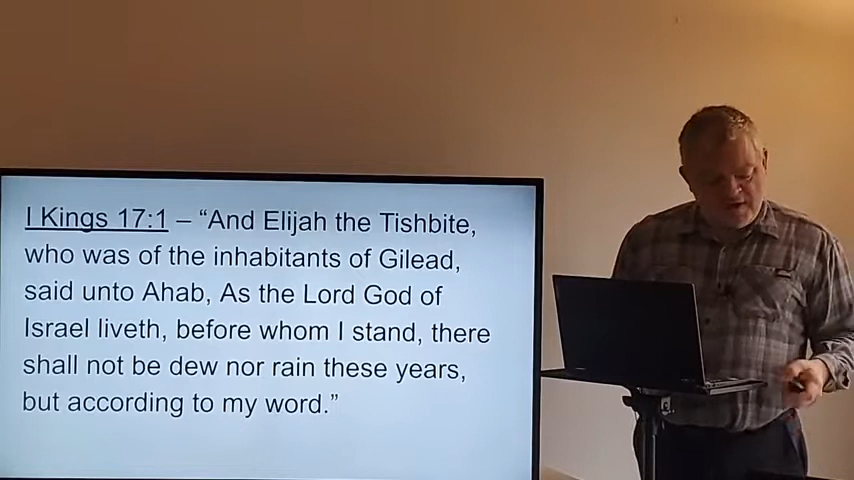 I Kings 17:1 – “And Elijah the Tishbite,
who was of the inhabitants of Gilead,
said unto Ahab, As the Lord God of
Israel liveth, before whom I stand, there
shall not be dew nor rain these years,
but according to my word.”